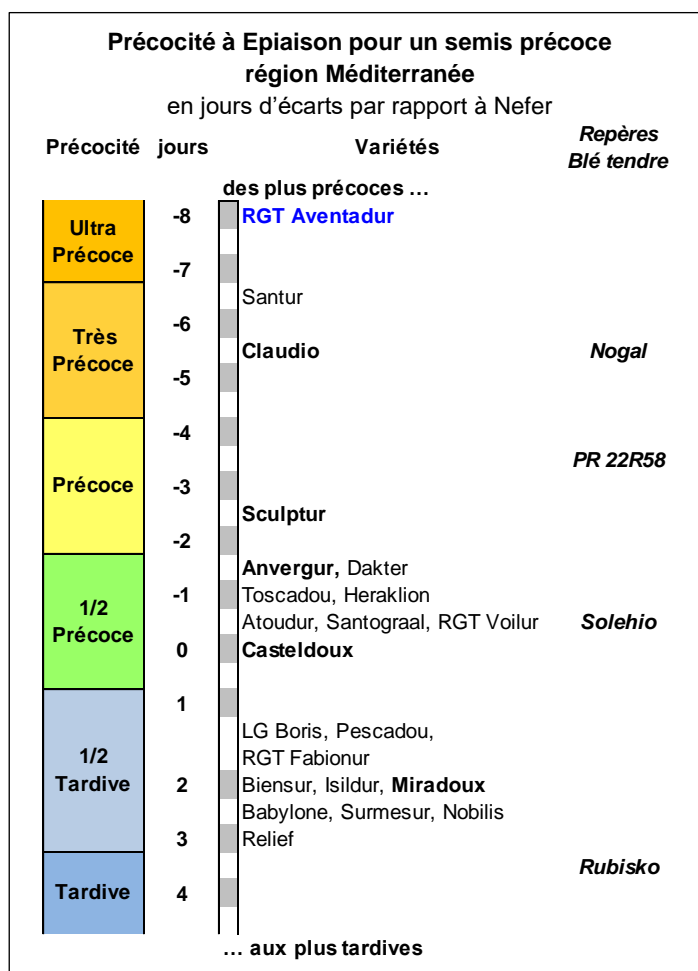 Précocité à Epiaison pour un semis précoce
région Méditerranée
en jours d'écarts par rapport à Nefer
Précocité jours Variétés Repères
Blé tendre
des plus précoces …
Ultra
Précoce
-8 RGT Aventadur
-7
Santur
-6
Très
Précoce
Claudio Nogal
-5
-4
PR 22R58
Précoce
-3
Sculptur
-2
Anvergur, Dakter
1/2
Précoce
-1 Toscadou, Heraklion
Atoudur, Santograal, RGT Voilur Solehio
0 Casteldoux
1
LG Boris, Pescadou,
RGT Fabionur
1/2
Tardive
2 Biensur, Isildur, Miradoux
Babylone, Surmesur, Nobilis
3 Relief
Rubisko
Tardive 4
… aux plus tardives